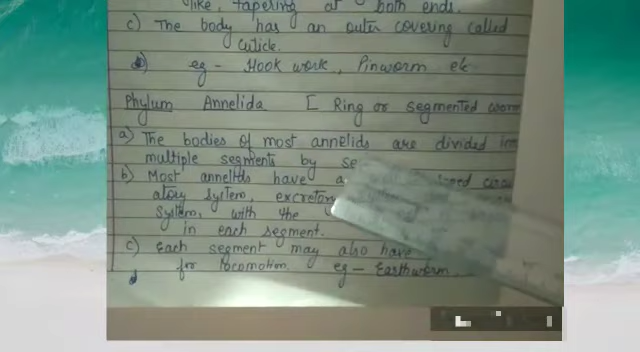 like, tapering at both ends.
c) The body has an outer covering called
Cuticle.
d) eg - Hook work, Pinworm etc
Phylum Annelida [ Ring or segmented worm
a) The bodies of most annelids are divided
multiple segments by
b) Most annelids have
atory system, excretory
System, with the
in each segment.
c) Each segment may also have
for locomotion. eg - Earthworm